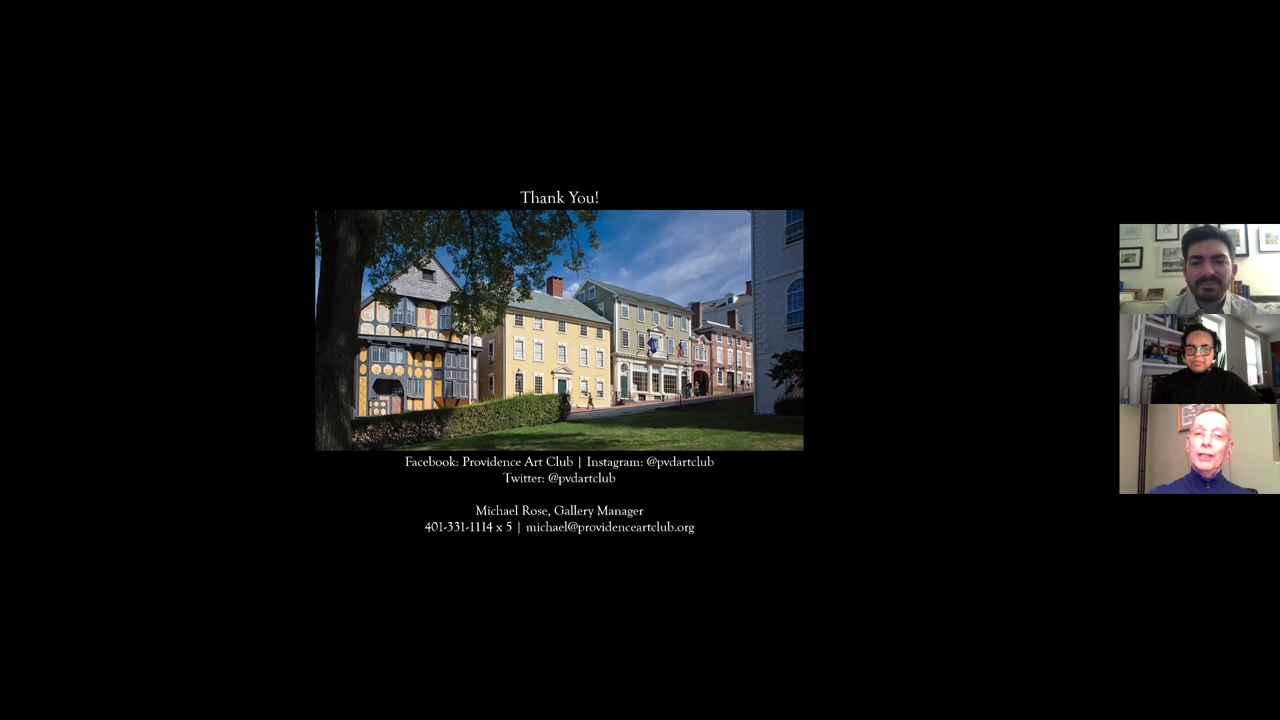 Thank You!
Facebook: Providence Art Club | Instagram: @pvdartclub
Twitter: @pvdartclub
Michael Rose, Gallery Manager
401-331-1114 x 5 | michael@providenceartclub.org